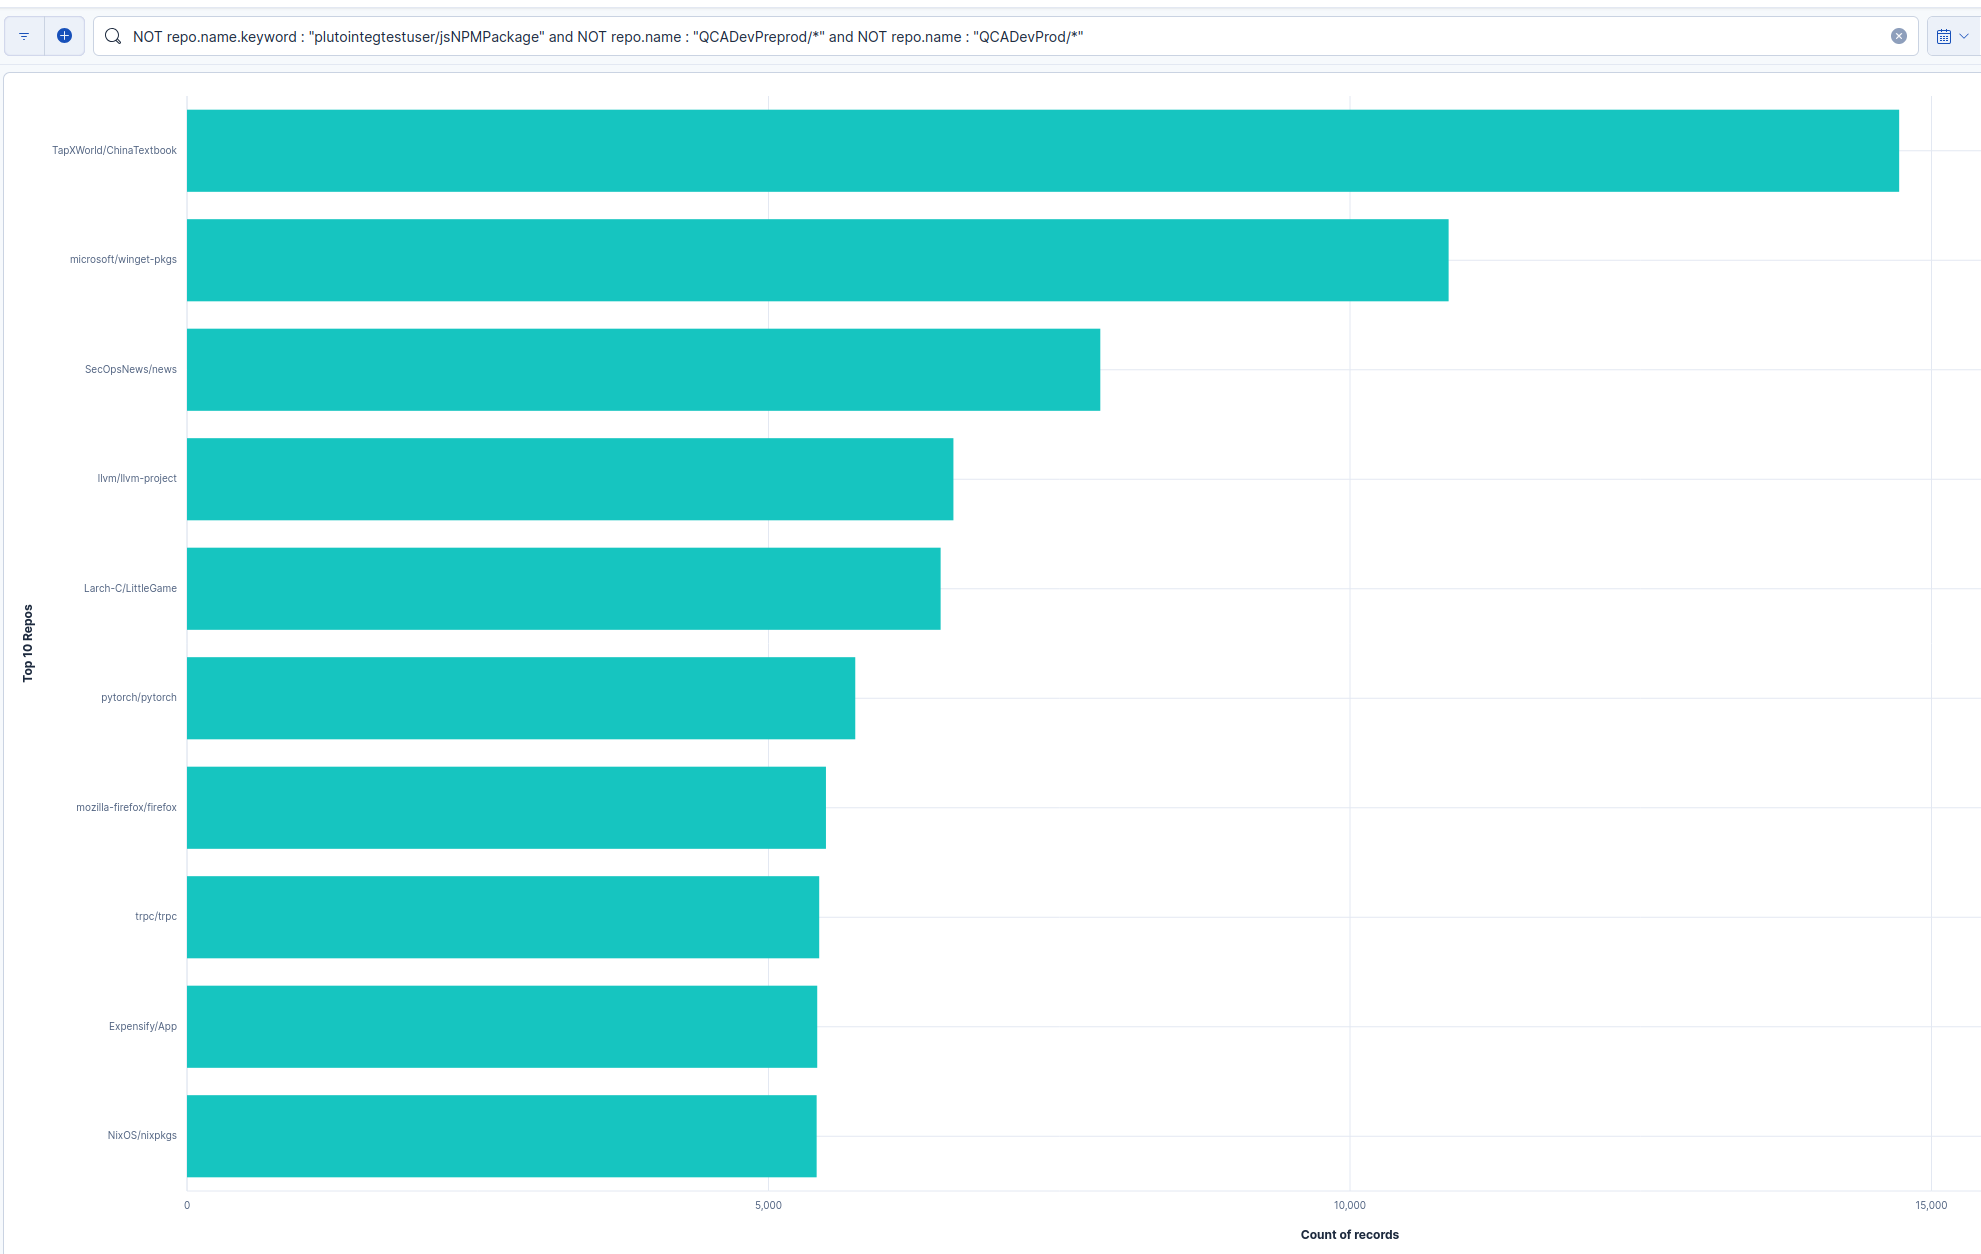 NOT repo.name.keyword : "plutointegtestuser/jsNPMPackage" and NOT repo.name : "QCADevPreprod/*" and NOT repo.name : "QCADevProd/*"
TapXWorld/ChinaTextbook
microsoft/winget-pkgs
SecOpsNews/news
llvm/llvm-project
Larch-C/LittleGame
pytorch/pytorch
mozilla-firefox/firefox
trpc/trpc
Expensify/App
NixOS/nixpkgs
Top 10 Repos
0 5,000 10,000 15,000
Count of records